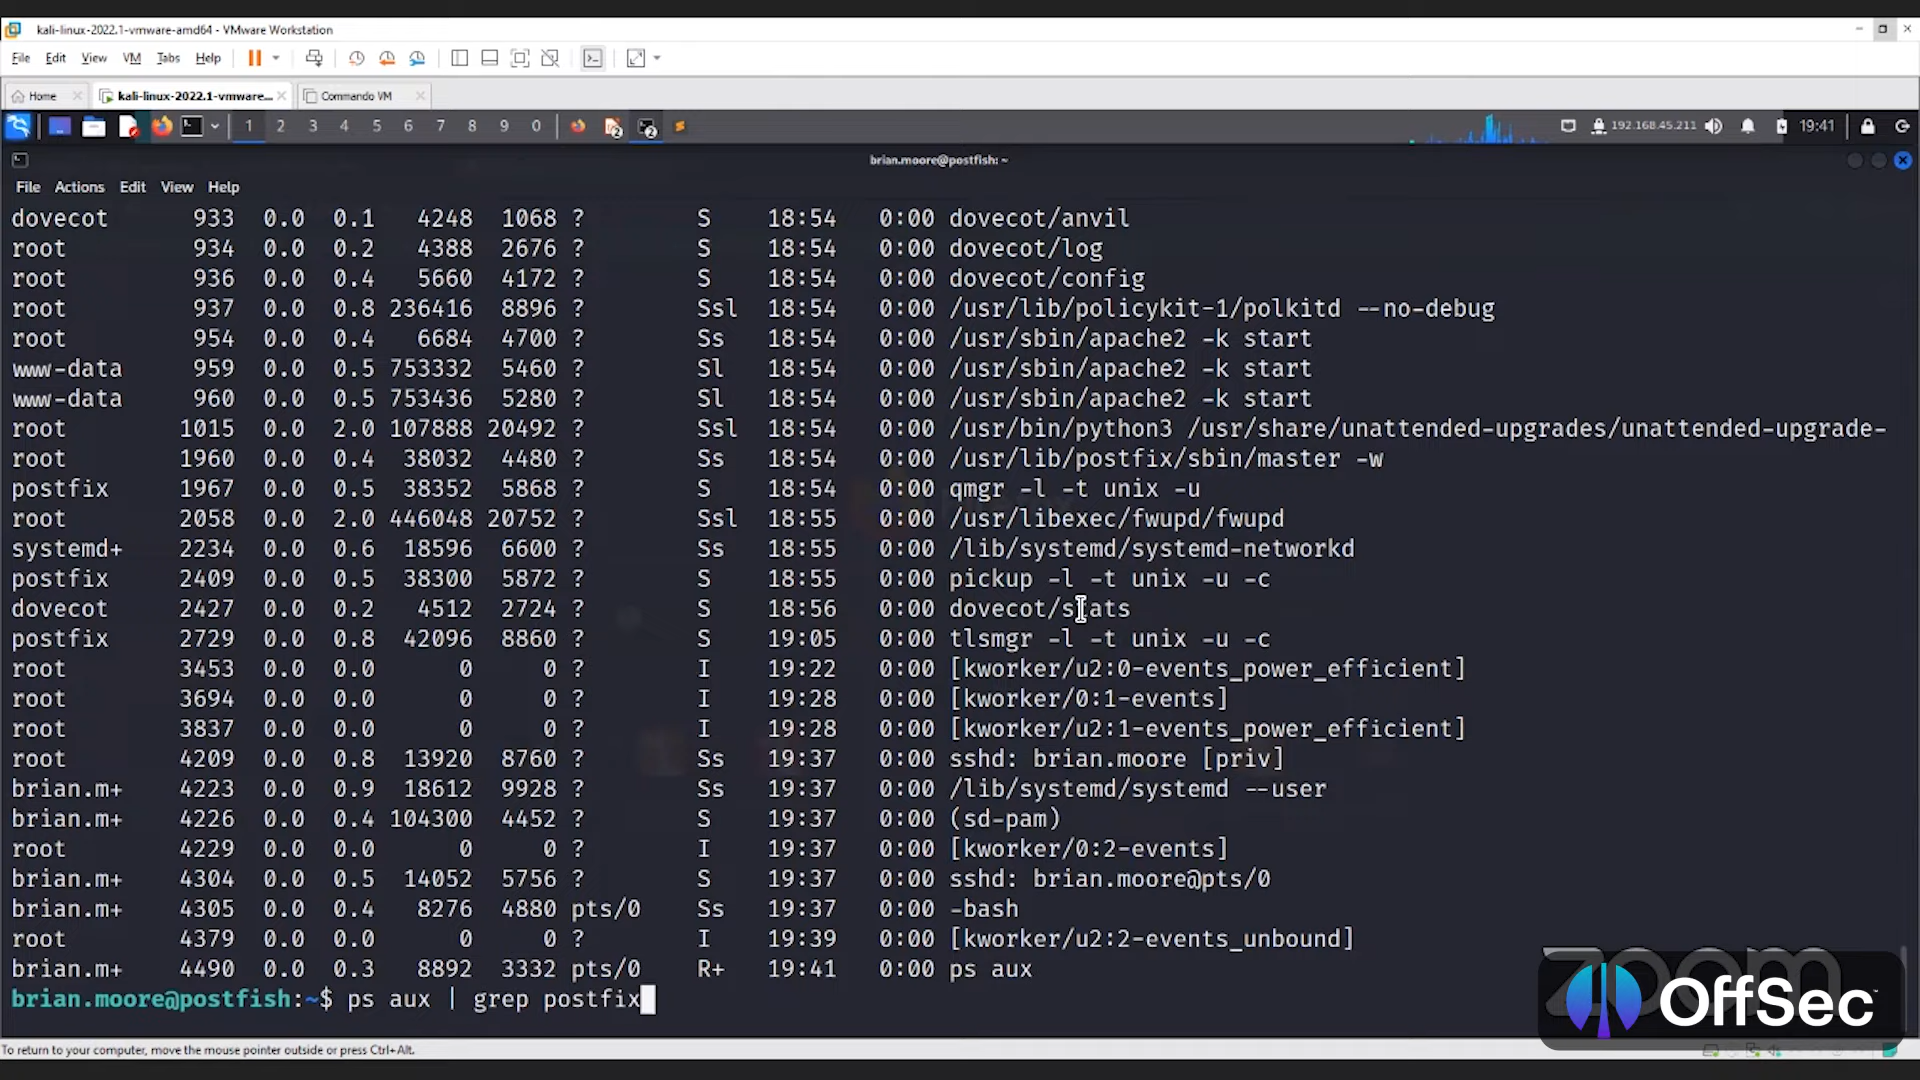 kali-linux-2022.1-vmware-amd64 - VMware Workstation
File Edit View VM Tabs Help
Home kali-linux-2022.1-vmware... Commando VM
1 2 3 4 5 6 7 8 9 0 2 2 192.168.45.211 19:41
brian.moore@postfish: ~
File Actions Edit View Help
dovecot 933 0.0 0.1 4248 1068 ? S 18:54 0:00 dovecot/anvil
root 934 0.0 0.2 4388 2676 ? S 18:54 0:00 dovecot/log
root 936 0.0 0.4 5660 4172 ? S 18:54 0:00 dovecot/config
root 937 0.0 0.8 236416 8896 ? Ssl 18:54 0:00 /usr/lib/policykit-1/polkitd --no-debug
root 954 0.0 0.4 6684 4700 ? Ss 18:54 0:00 /usr/sbin/apache2 -k start
www-data 959 0.0 0.5 753332 5460 ? Sl 18:54 0:00 /usr/sbin/apache2 -k start
www-data 960 0.0 0.5 753436 5280 ? Sl 18:54 0:00 /usr/sbin/apache2 -k start
root 1015 0.0 2.0 107888 20492 ? Ssl 18:54 0:00 /usr/bin/python3 /usr/share/unattended-upgrades/unattended-upgrade-
root 1960 0.0 0.4 38032 4480 ? Ss 18:54 0:00 /usr/lib/postfix/sbin/master -w
postfix 1967 0.0 0.5 38352 5868 ? S 18:54 0:00 qmgr -l -t unix -u
root 2058 0.0 2.0 446048 20752 ? Ssl 18:55 0:00 /usr/libexec/fwupd/fwupd
systemd+ 2234 0.0 0.6 18596 6600 ? Ss 18:55 0:00 /lib/systemd/systemd-networkd
postfix 2409 0.0 0.5 38300 5872 ? S 18:55 0:00 pickup -l -t unix -u -c
dovecot 2427 0.0 0.2 4512 2724 ? S 18:56 0:00 dovecot/stats
postfix 2729 0.0 0.8 42096 8860 ? S 19:05 0:00 tlsmgr -l -t unix -u -c
root 3453 0.0 0.0 0 0 ? I 19:22 0:00 [kworker/u2:0-events_power_efficient]
root 3694 0.0 0.0 0 0 ? I 19:28 0:00 [kworker/0:1-events]
root 3837 0.0 0.0 0 0 ? I 19:28 0:00 [kworker/u2:1-events_power_efficient]
root 4209 0.0 0.8 13920 8760 ? Ss 19:37 0:00 sshd: brian.moore [priv]
brian.m+ 4223 0.0 0.9 18612 9928 ? Ss 19:37 0:00 /lib/systemd/systemd --user
brian.m+ 4226 0.0 0.4 104300 4452 ? S 19:37 0:00 (sd-pam)
root 4229 0.0 0.0 0 0 ? I 19:37 0:00 [kworker/0:2-events]
brian.m+ 4304 0.0 0.5 14052 5756 ? S 19:37 0:00 sshd: brian.moore@pts/0
brian.m+ 4305 0.0 0.4 8276 4880 pts/0 Ss 19:37 0:00 -bash
root 4379 0.0 0.0 0 0 ? I 19:39 0:00 [kworker/u2:2-events_unbound]
brian.m+ 4490 0.0 0.3 8892 3332 pts/0 R+ 19:41 0:00 ps aux
brian.moore@postfish:~$ ps aux | grep postfix
zoom
OffSec
To return to your computer, move the mouse pointer outside or press Ctrl+Alt.